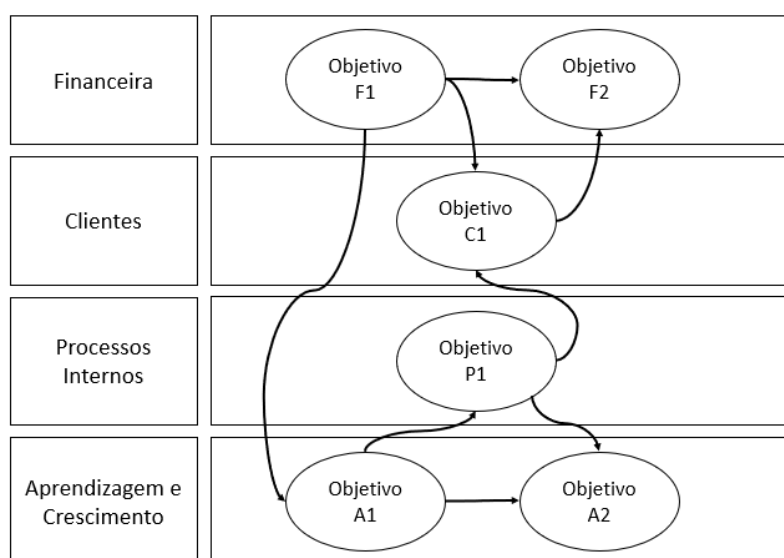 Financeira
Objetivo
F1
Objetivo
F2
Clientes
Objetivo
C1
Processos
Internos
Objetivo
P1
Aprendizagem e
Crescimento
Objetivo
A1
Objetivo
A2